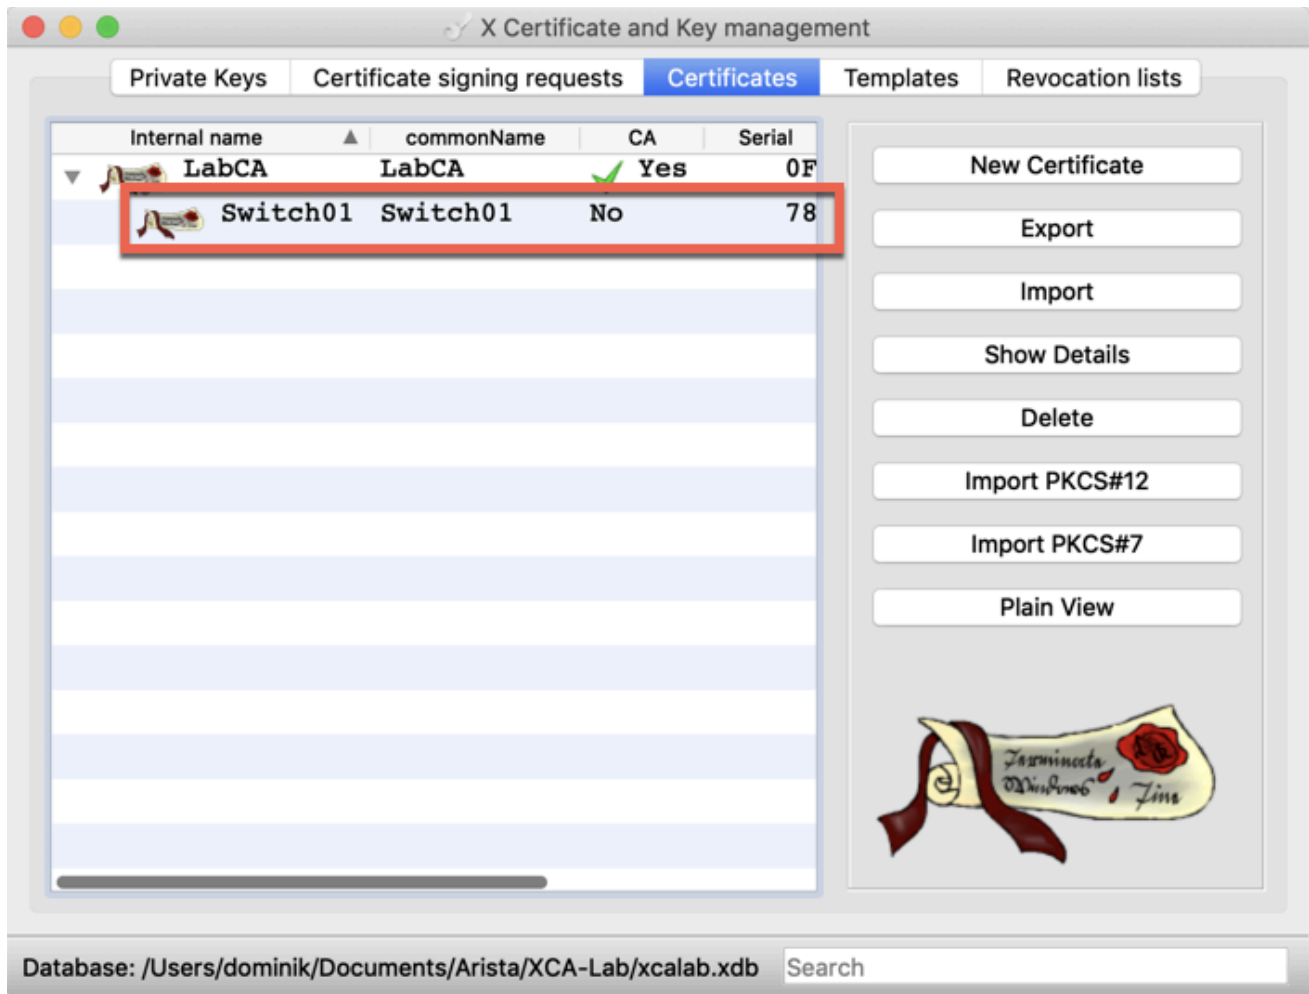 X Certificate and Key management
Private Keys Certificate signing requests Certificates Templates Revocation lists
Internal name commonName CA Serial
LabCA LabCA Yes 0F
Switch01 Switch01 No 78
New Certificate
Export
Import
Show Details
Delete
Import PKCS#12
Import PKCS#7
Plain View
Database: /Users/dominik/Documents/Arista/XCA-Lab/xcalab.xdb Search